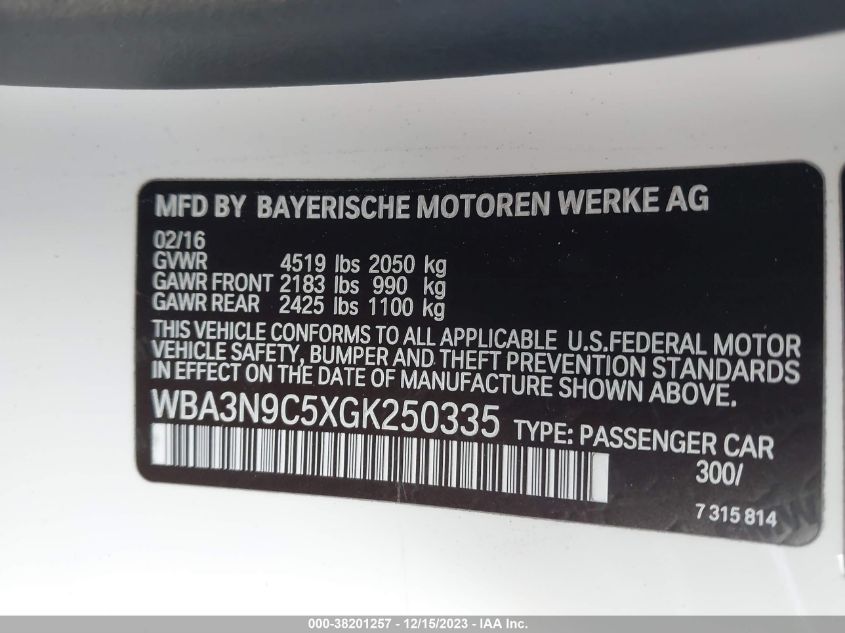 MFD BY BAYERISCHE MOTOREN WERKE AG
02/16
GVWR 4519 lbs 2050 kg
GAWR FRONT 2183 lbs 990 kg
GAWR REAR 2425 lbs 1100 kg
THIS VEHICLE CONFORMS TO ALL APPLICABLE U.S.FEDERAL MOTOR
VEHICLE SAFETY, BUMPER AND THEFT PREVENTION STANDARDS
IN EFFECT ON THE DATE OF MANUFACTURE SHOWN ABOVE.
WBA3N9C5XGK250335 TYPE: PASSENGER CAR
300/
7 315 814
000-38201257 - 12/15/2023 - IAA Inc.